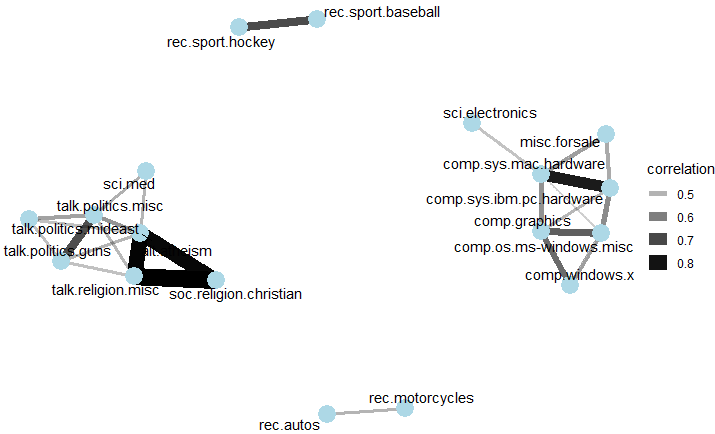 rec.sport.baseball
rec.sport.hockey
sci.electronics
misc.forsale
comp.sys.mac.hardware
correlation
sci.med
0.5
comp.sys.ibm.pc.hardware
talk.politics.misc
0.6
comp.graphics
talk.politics.mideast
0.7
comp.os.ms-windows.misc
talk.politics.guns
alt.atheism
0.8
comp.windows.x
talk.religion.misc
soc.religion.christian
rec.motorcycles
rec.autos